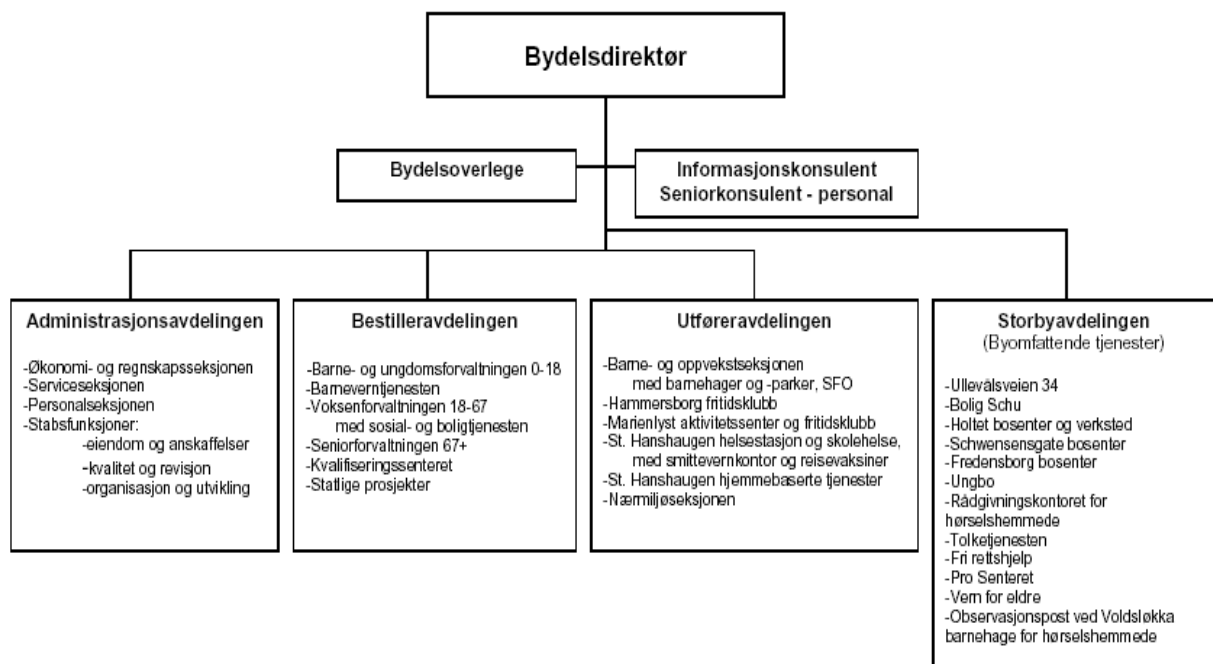 Bydelsdirektør
Bydelsoverlege
Informasjonskonsulent
Seniorkonsulent - personal
Administrasjonsavdelingen
-Økonomi- og regnskapsseksjonen
-Serviceseksjonen
-Personalseksjonen
-Stabsfunksjoner:
-eiendom og anskaffelser
-kvalitet og revisjon
-organisasjon og utvikling
Bestilleravdelingen
-Barne- og ungdomsforvaltningen 0-18
-Barneverntjenesten
-Voksenforvaltningen 18-67
med sosial- og boligtjenesten
-Seniorforvaltningen 67+
-Kvalifiseringssenteret
-Statlige prosjekter
Utføreravdelingen
-Barne- og oppvekstseksjonen
med barnehager og -parker, SFO
-Hammersborg fritidsklubb
-Marienlyst aktivitetssenter og fritidsklubb
-St. Hanshaugen helsestasjon og skolehelse,
med smittevernkontor og reisevaksiner
-St. Hanshaugen hjemmebaserte tjenester
-Nærmiljøseksjonen
Storbyavdelingen
(Byomfattende tjenester)
-Ullevålsveien 34
-Bolig Schu
-Holtet bosenter og verksted
-Schwensensgate bosenter
-Fredensborg bosenter
-Ungbo
-Rådgivningskontoret for
hørselshemmede
-Tolketjenesten
-Fri rettshjelp
-Pro Senteret
-Vern for eldre
-Observasjonspost ved Voldsløkka
barnehage for hørselshemmede